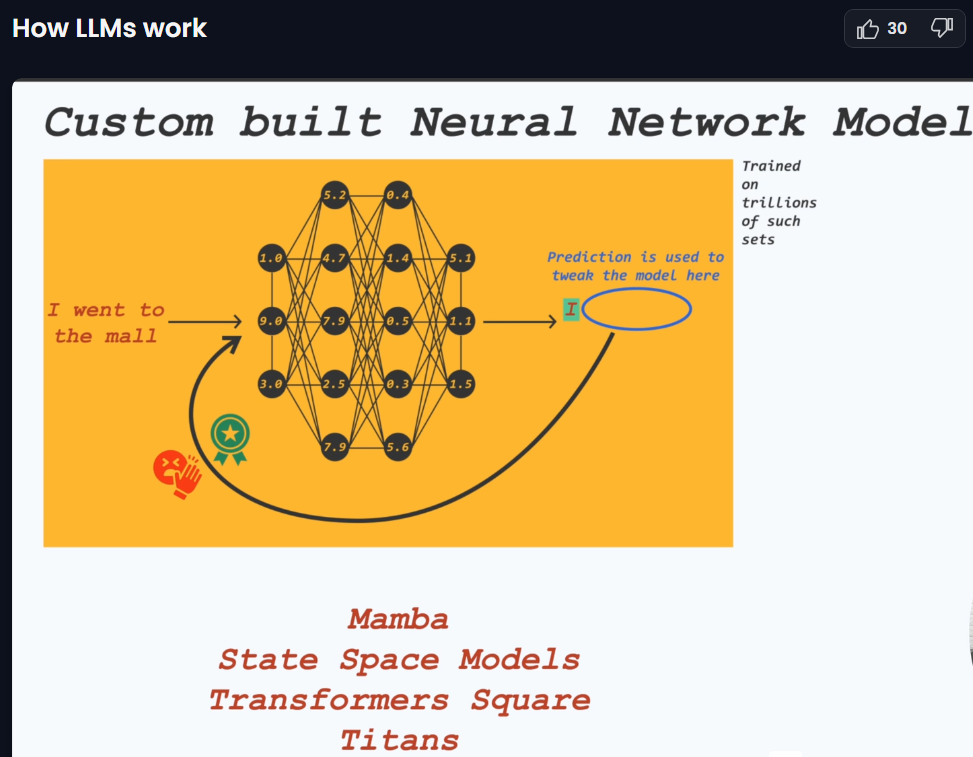 How LLMs work
30
Custom built Neural Network Model
Trained
on
trillions
of such
sets
Prediction is used to
tweak the model here
I went to
the mall
I
5.2 0.4
1.0 4.7 1.4 5.1
9.0 7.9 0.5 1.1
3.0 2.5 0.3 1.5
7.9 5.6
Mamba
State Space Models
Transformers Square
Titans